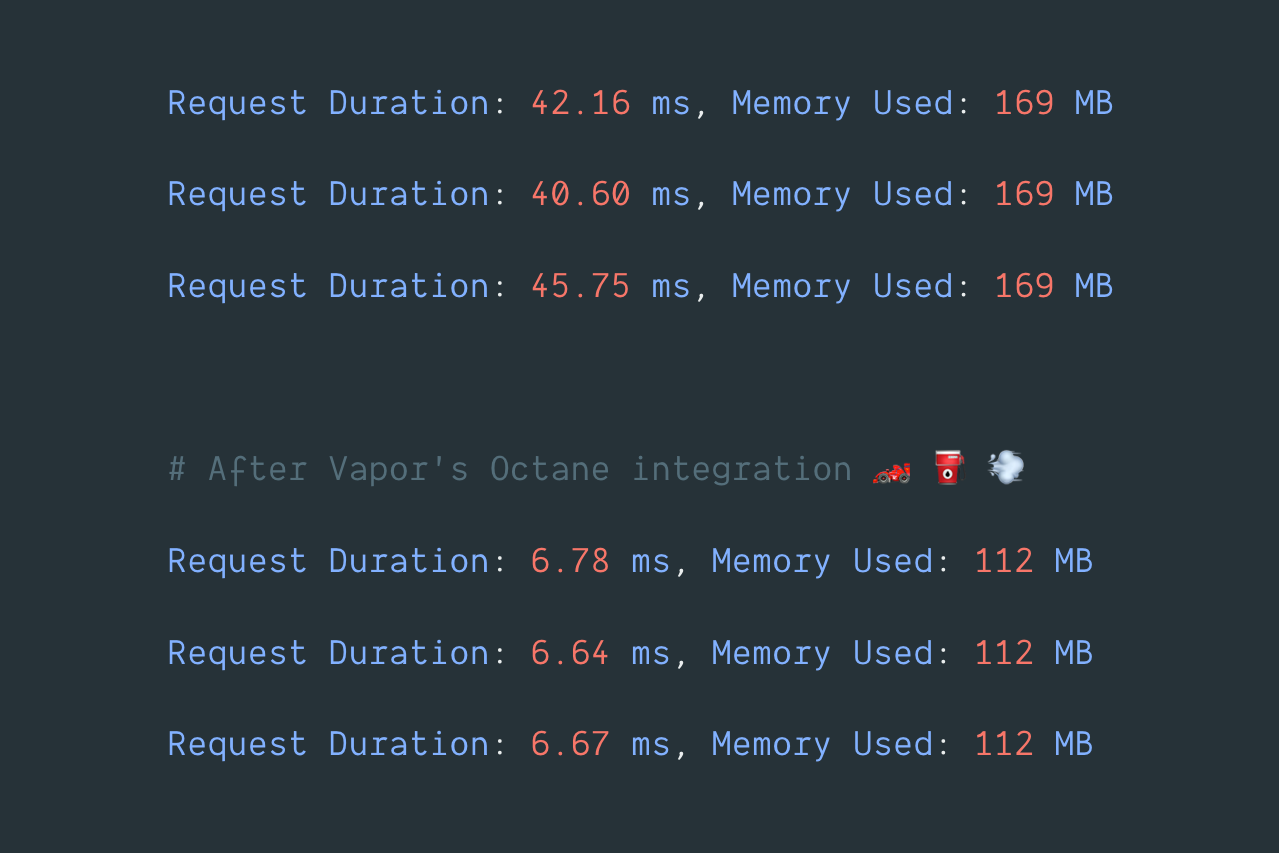 Request Duration: 42.16 ms, Memory Used: 169 MB
Request Duration: 40.60 ms, Memory Used: 169 MB
Request Duration: 45.75 ms, Memory Used: 169 MB
# After Vapor's Octane integration 🏎️ ⛽ 💨
Request Duration: 6.78 ms, Memory Used: 112 MB
Request Duration: 6.64 ms, Memory Used: 112 MB
Request Duration: 6.67 ms, Memory Used: 112 MB